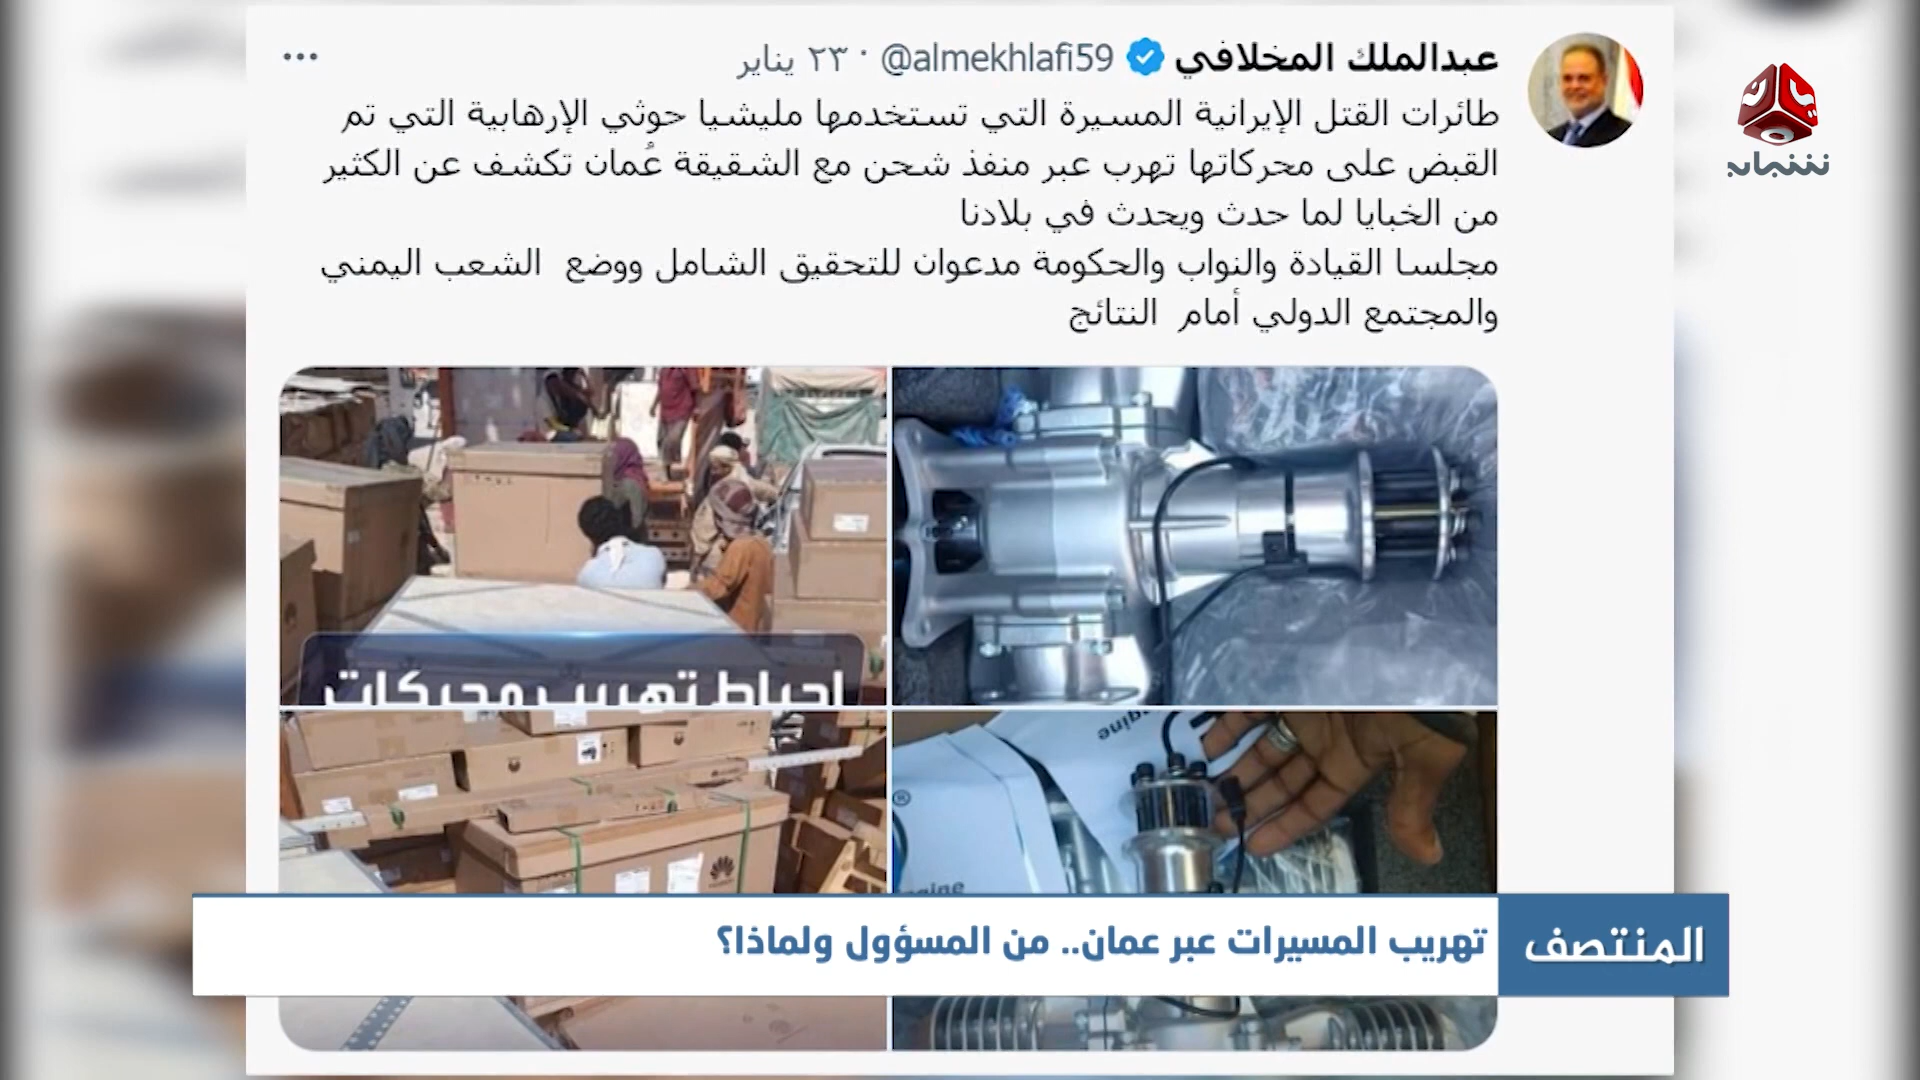 عبدالملك المخلافي @almekhlafi59 · ٢٣ يناير
طائرات القتل الإيرانية المسيرة التي تستخدمها مليشيا حوثي الإرهابية التي تم
القبض على محركاتها تهرب عبر منفذ شحن مع الشقيقة عُمان تكشف عن الكثير
من الخبايا لما حدث ويحدث في بلادنا
مجلسا القيادة والنواب والحكومة مدعوان للتحقيق الشامل ووضع الشعب اليمني
والمجتمع الدولي أمام النتائج
يمن شباب
إحباط تهريب محركات
engine
®
HUAWEI
المنتصف
تهريب المسيرات عبر عمان.. من المسؤول ولماذا؟